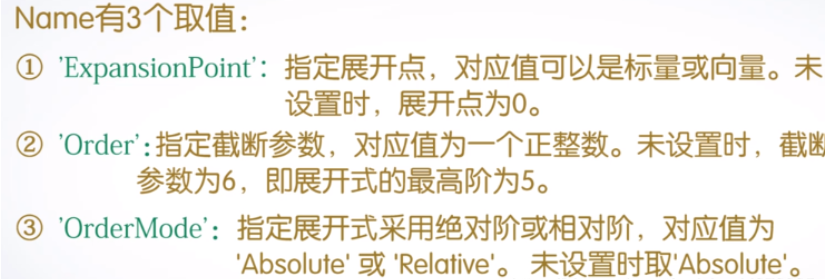 Name有3个取值：
① 'ExpansionPoint'：指定展开点，对应值可以是标量或向量。未
设置时，展开点为0。
② 'Order'：指定截断参数，对应值为一个正整数。未设置时，截断
参数为6，即展开式的最高阶为5。
③ 'OrderMode'：指定展开式采用绝对阶或相对阶，对应值为
'Absolute' 或 'Relative'。未设置时取'Absolute'。